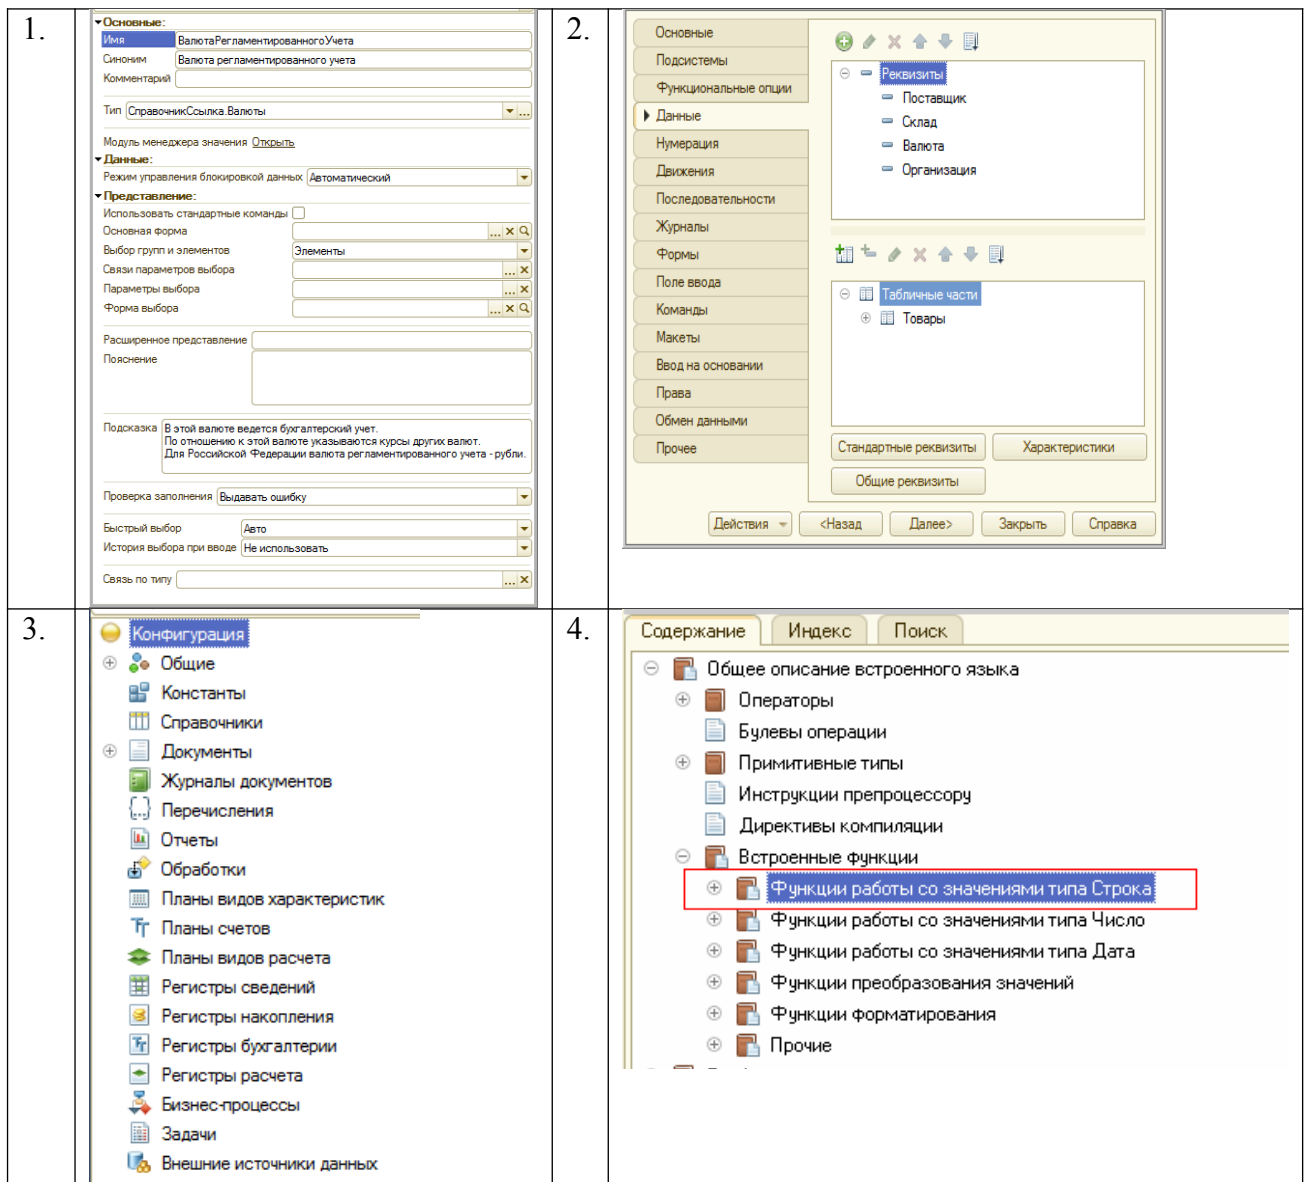 1.
Основные:
Имя ВалютаРегламентированногоУчета
Синоним Валюта регламентированного учета
Комментарий
Тип СправочникСсылка.Валюты
Модуль менеджера значения Открыть
Данные:
Режим управления блокировкой данных Автоматический
Представление:
Использовать стандартные команды
Основная форма
Выбор групп и элементов Элементы
Связи параметров выбора
Параметры выбора
Форма выбора
Расширенное представление
Пояснение
Подсказка В этой валюте ведется бухгалтерский учет.
По отношению к этой валюте указываются курсы других валют.
Для Российской Федерации валюта регламентированного учета - рубли.
Проверка заполнения Выдавать ошибку
Быстрый выбор Авто
История выбора при вводе Не использовать
Связь по типу
2.
Основные
Подсистемы
Функциональные опции
Данные
Нумерация
Движения
Последовательности
Журналы
Формы
Поле ввода
Команды
Макеты
Ввод на основании
Права
Обмен данными
Прочее
Реквизиты
Поставщик
Склад
Валюта
Организация
Табличные части
Товары
Стандартные реквизиты Характеристики
Общие реквизиты
Действия <Назад Далее> Закрыть Справка
3.
Конфигурация
Общие
Константы
Справочники
Документы
Журналы документов
Перечисления
Отчеты
Обработки
Планы видов характеристик
Планы счетов
Планы видов расчета
Регистры сведений
Регистры накопления
Регистры бухгалтерии
Регистры расчета
Бизнес-процессы
Задачи
Внешние источники данных
4.
Содержание Индекс Поиск
Общее описание встроенного языка
Операторы
Булевы операции
Примитивные типы
Инструкции препроцессору
Директивы компиляции
Встроенные функции
Функции работы со значениями типа Строка
Функции работы со значениями типа Число
Функции работы со значениями типа Дата
Функции преобразования значений
Функции форматирования
Прочие